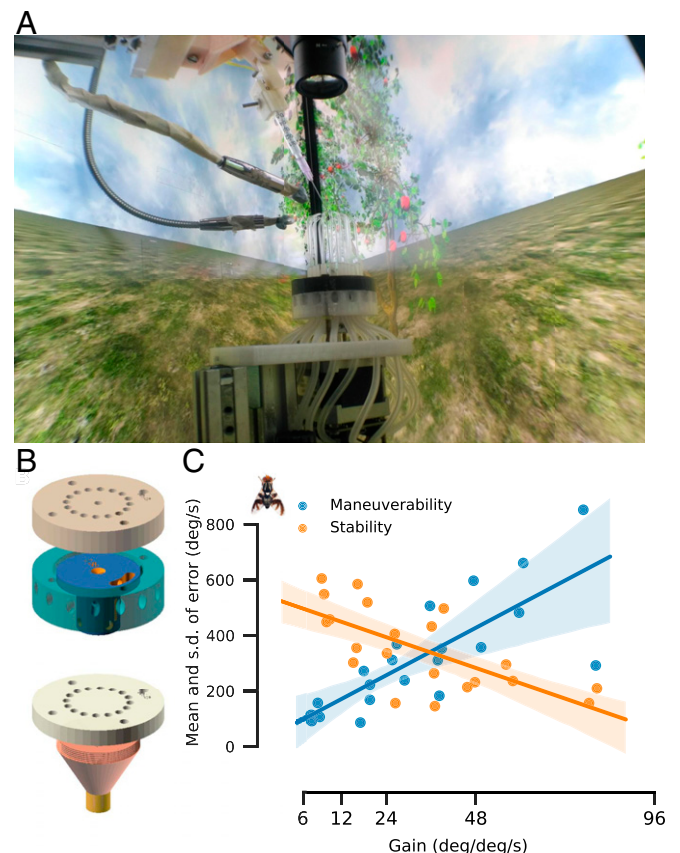 A
B
C
Maneuverability
Stability
Mean and s.d. of error (deg/s)
800
600
400
200
0
6 12 24 48 96
Gain (deg/deg/s)